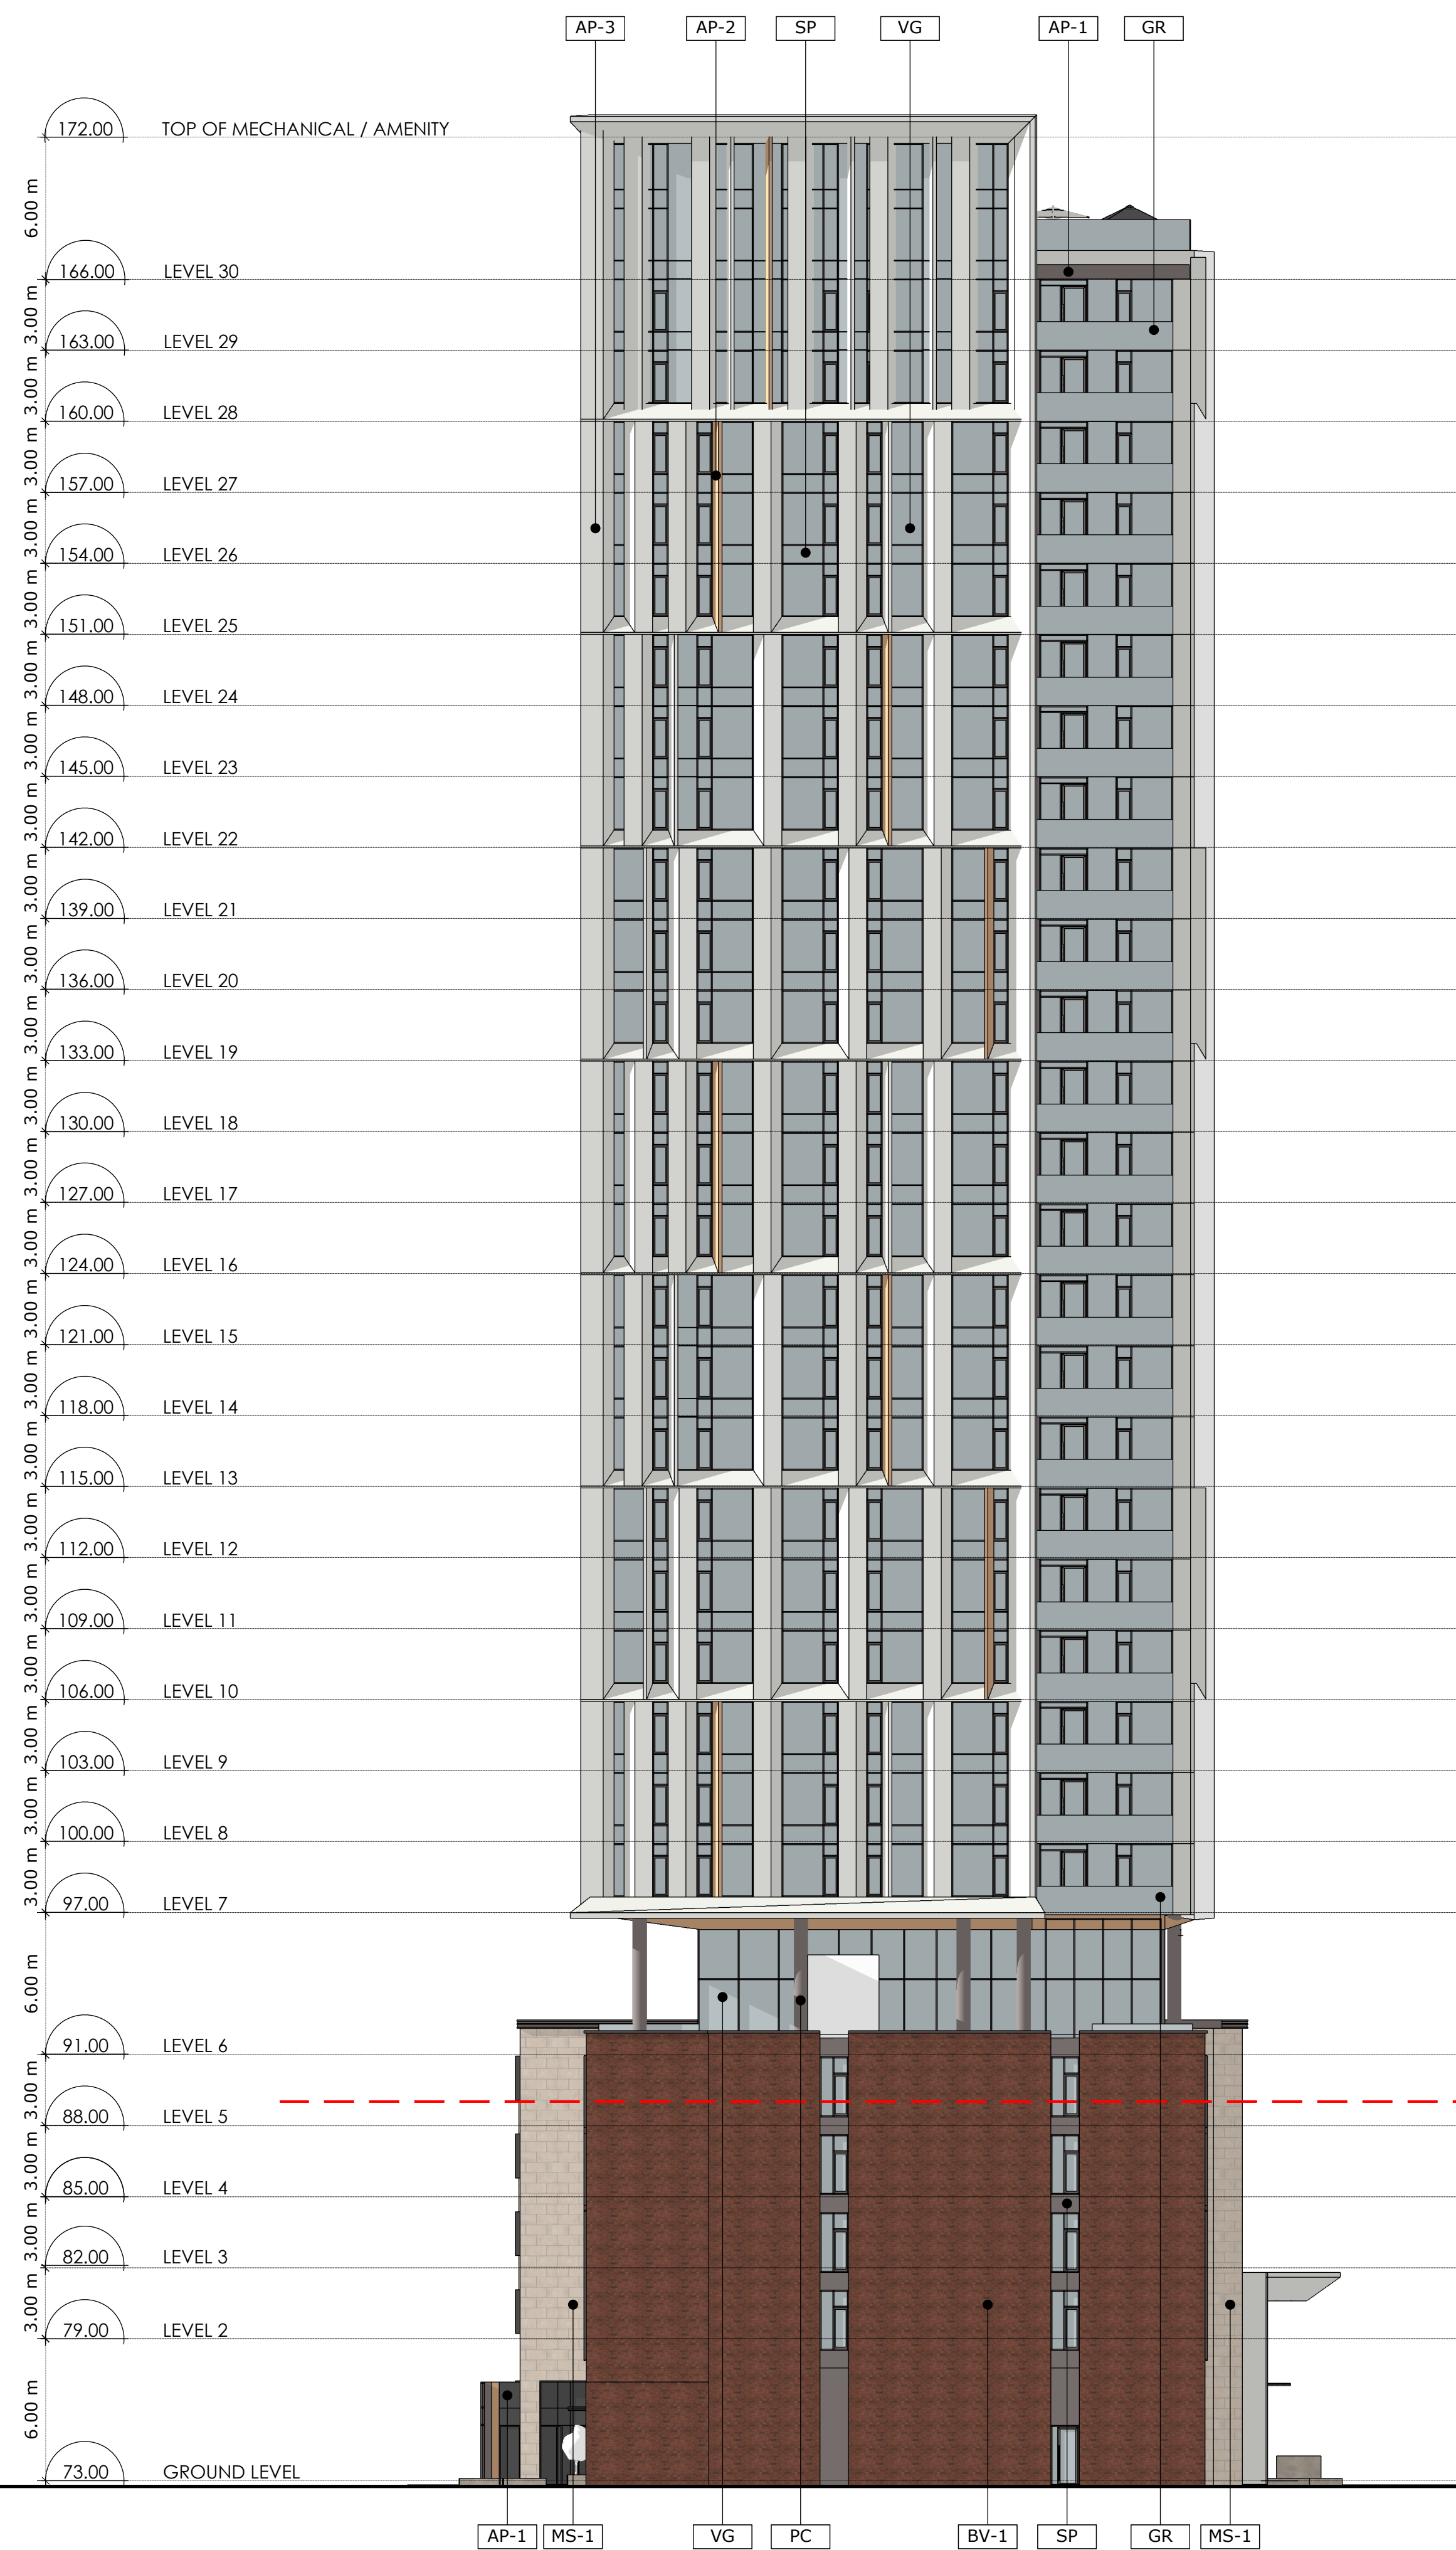 AP-3 AP-2 SP VG AP-1 GR
172.00 TOP OF MECHANICAL / AMENITY
6.00 m
166.00 LEVEL 30
3.00 m
163.00 LEVEL 29
3.00 m
160.00 LEVEL 28
3.00 m
157.00 LEVEL 27
3.00 m
154.00 LEVEL 26
3.00 m
151.00 LEVEL 25
3.00 m
148.00 LEVEL 24
3.00 m
145.00 LEVEL 23
3.00 m
142.00 LEVEL 22
3.00 m
139.00 LEVEL 21
3.00 m
136.00 LEVEL 20
3.00 m
133.00 LEVEL 19
3.00 m
130.00 LEVEL 18
3.00 m
127.00 LEVEL 17
3.00 m
124.00 LEVEL 16
3.00 m
121.00 LEVEL 15
3.00 m
118.00 LEVEL 14
3.00 m
115.00 LEVEL 13
3.00 m
112.00 LEVEL 12
3.00 m
109.00 LEVEL 11
3.00 m
106.00 LEVEL 10
3.00 m
103.00 LEVEL 9
3.00 m
100.00 LEVEL 8
3.00 m
97.00 LEVEL 7
6.00 m
91.00 LEVEL 6
3.00 m
88.00 LEVEL 5
3.00 m
85.00 LEVEL 4
3.00 m
82.00 LEVEL 3
3.00 m
79.00 LEVEL 2
6.00 m
73.00 GROUND LEVEL
AP-1 MS-1 VG PC BV-1 SP GR MS-1